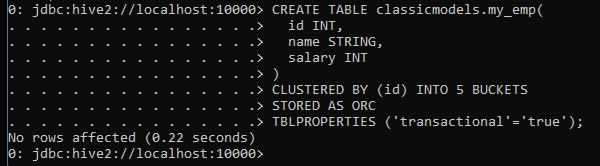 0: jdbc:hive2://localhost:10000> CREATE TABLE classicmodels.my_emp(
. . . . . . . . . . . . . . . .>   id INT,
. . . . . . . . . . . . . . . .>   name STRING,
. . . . . . . . . . . . . . . .>   salary INT
. . . . . . . . . . . . . . . .> )
. . . . . . . . . . . . . . . .> CLUSTERED BY (id) INTO 5 BUCKETS
. . . . . . . . . . . . . . . .> STORED AS ORC
. . . . . . . . . . . . . . . .> TBLPROPERTIES ('transactional'='true');
No rows affected (0.22 seconds)
0: jdbc:hive2://localhost:10000>